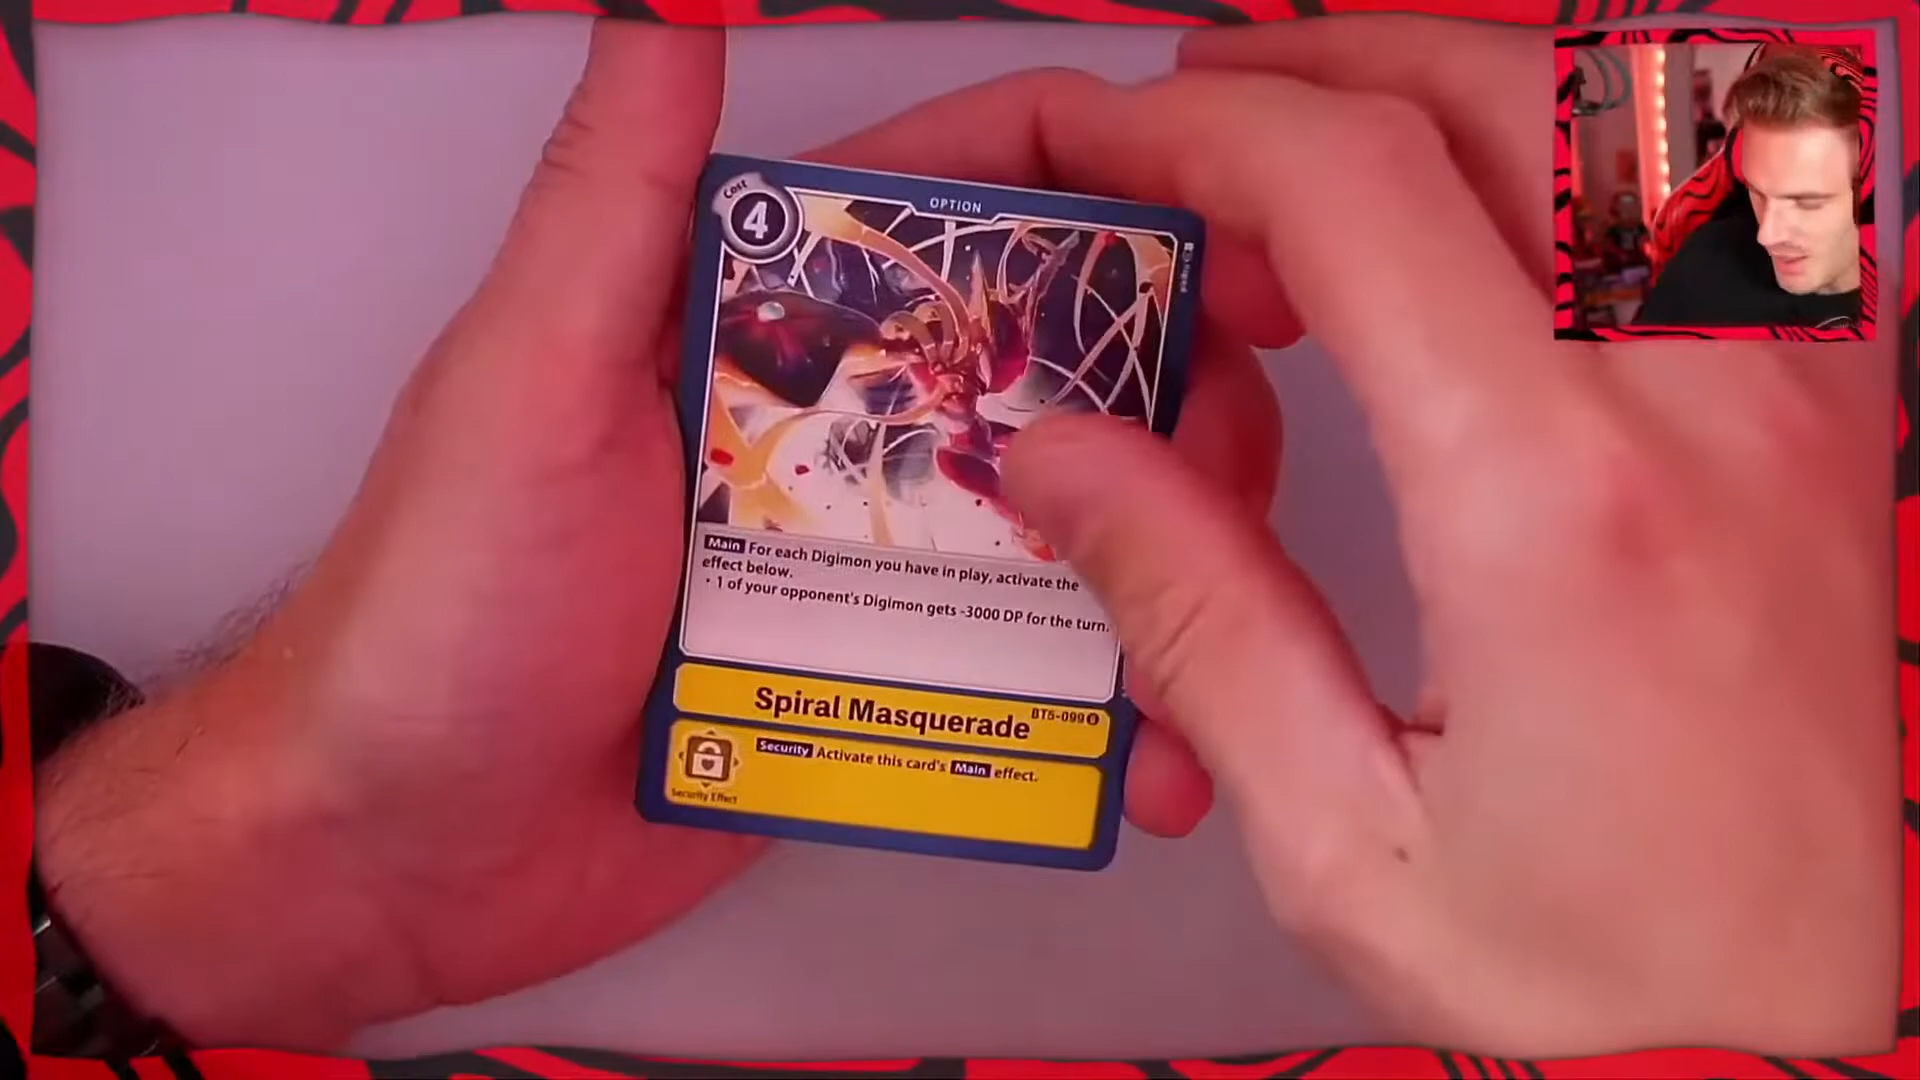 Cost
4
OPTION
Main For each Digimon you have in play, activate the
effect below.
• 1 of your opponent's Digimon gets -3000 DP for the turn.
Spiral Masquerade
BT5-099 U
Security Activate this card's Main effect.
Security Effect